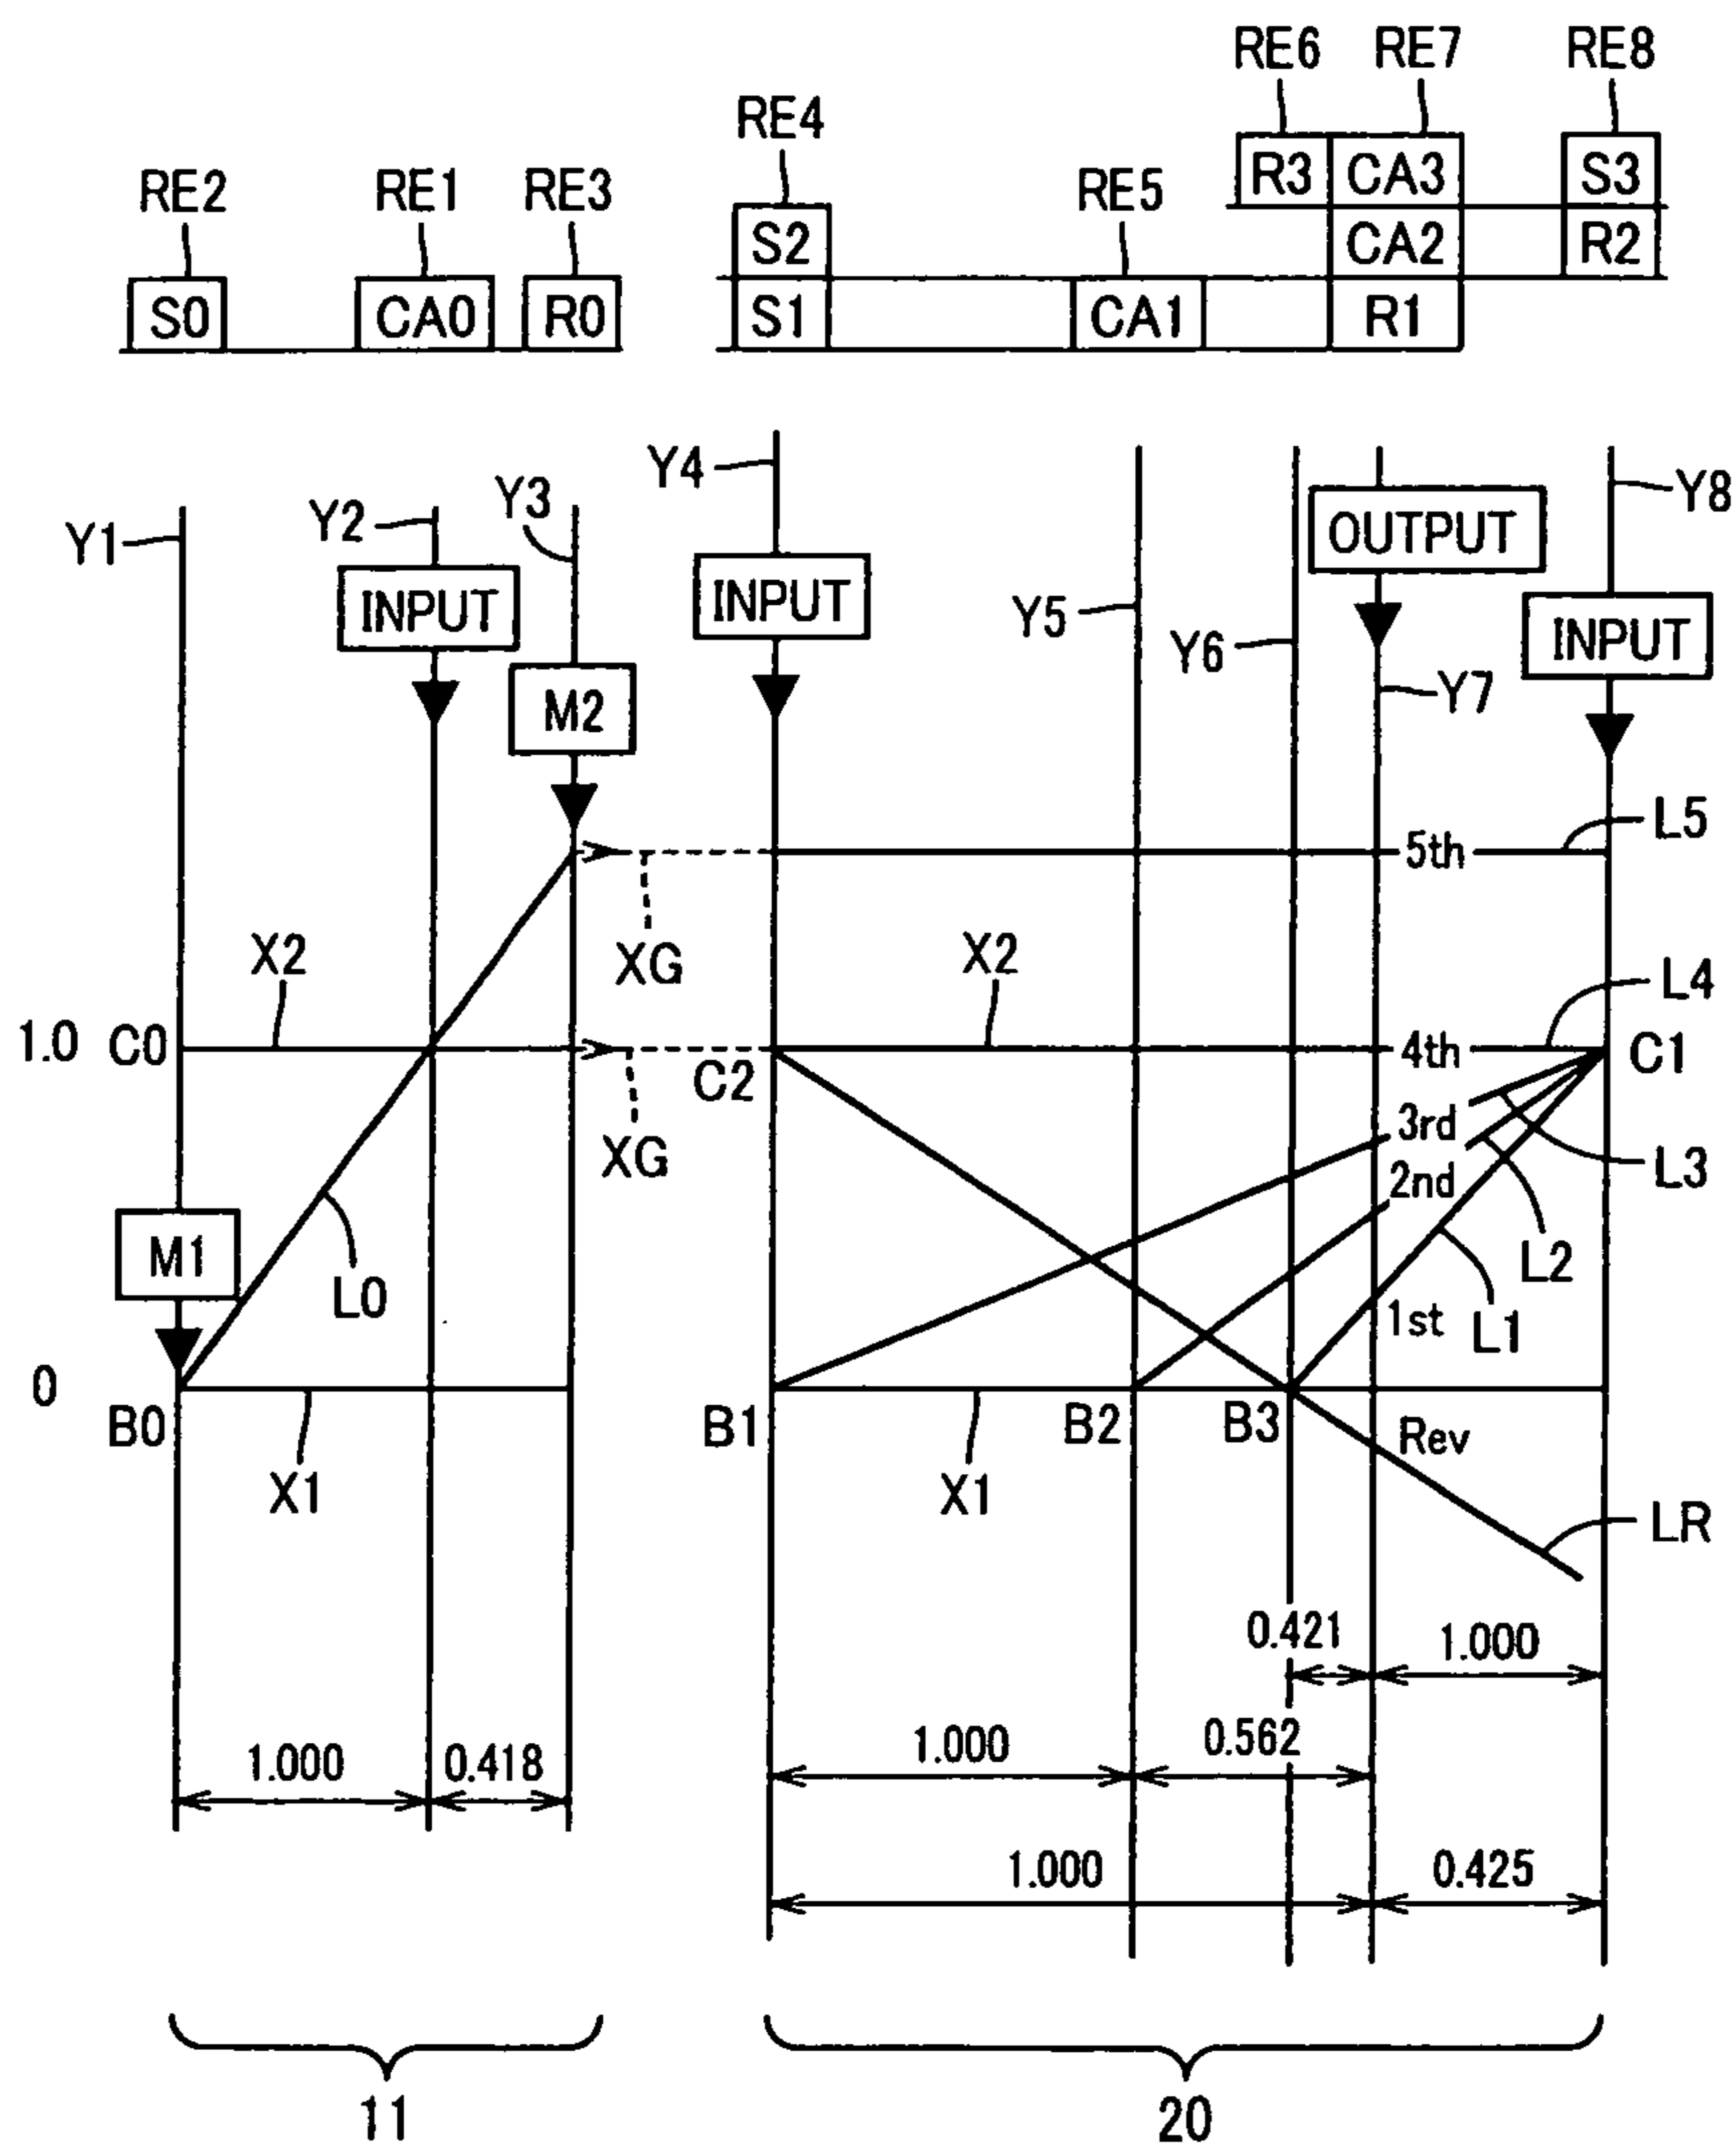 RE6 RE7 RE8
RE4
RE2 RE1 RE3 RE5
R3 CA3 S3
S2 CA2 R2
S0 CA0 R0 S1 CA1 R1
Y1 Y2 Y3 Y4 Y5 Y6 Y7 Y8
OUTPUT
INPUT INPUT INPUT
M2
5th L5
XG
X2 X2 L4
1.0 C0 C2 4th C1
XG 3rd L3
2nd
M1 L0 1st L1 L2
0
B0 B1 B2 B3 Rev
X1 X1
LR
0.421 1.000
1.000 0.418 1.000 0.562
1.000 0.425
11 20